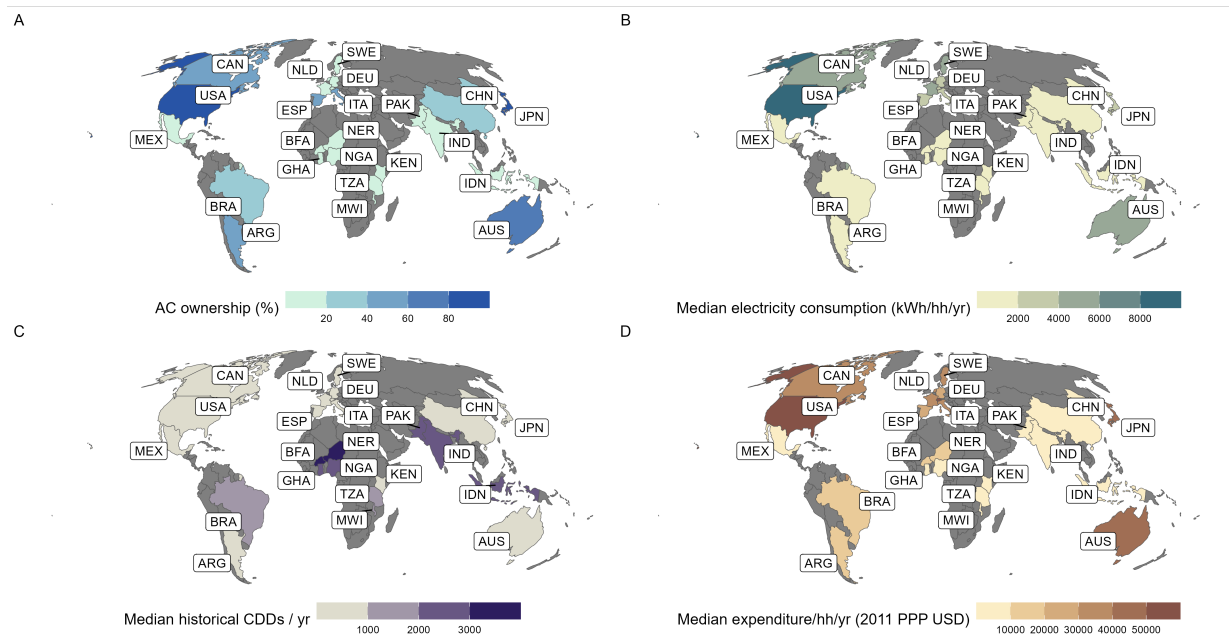 A
SWE
CAN
NLD
DEU
USA
ESP
ITA
PAK
CHN
JPN
MEX
BFA
NER
IND
GHA
NGA
KEN
TZA
IDN
BRA
MWI
ARG
AUS
AC ownership (%)
20 40 60 80
B
SWE
CAN
NLD
DEU
USA
ESP
ITA
PAK
CHN
JPN
MEX
BFA
NER
IND
GHA
NGA
KEN
IDN
TZA
BRA
MWI
AUS
ARG
Median electricity consumption (kWh/hh/yr)
2000 4000 6000 8000
C
SWE
CAN
NLD
DEU
USA
ESP
ITA
PAK
CHN
JPN
MEX
BFA
NER
IND
GHA
NGA
KEN
TZA
IDN
BRA
MWI
AUS
ARG
Median historical CDDs / yr
1000 2000 3000
D
SWE
CAN
NLD
DEU
USA
ESP
ITA
PAK
CHN
JPN
MEX
BFA
NER
IND
GHA
NGA
KEN
TZA
IDN
BRA
MWI
AUS
ARG
Median expenditure/hh/yr (2011 PPP USD)
10000 20000 30000 40000 50000